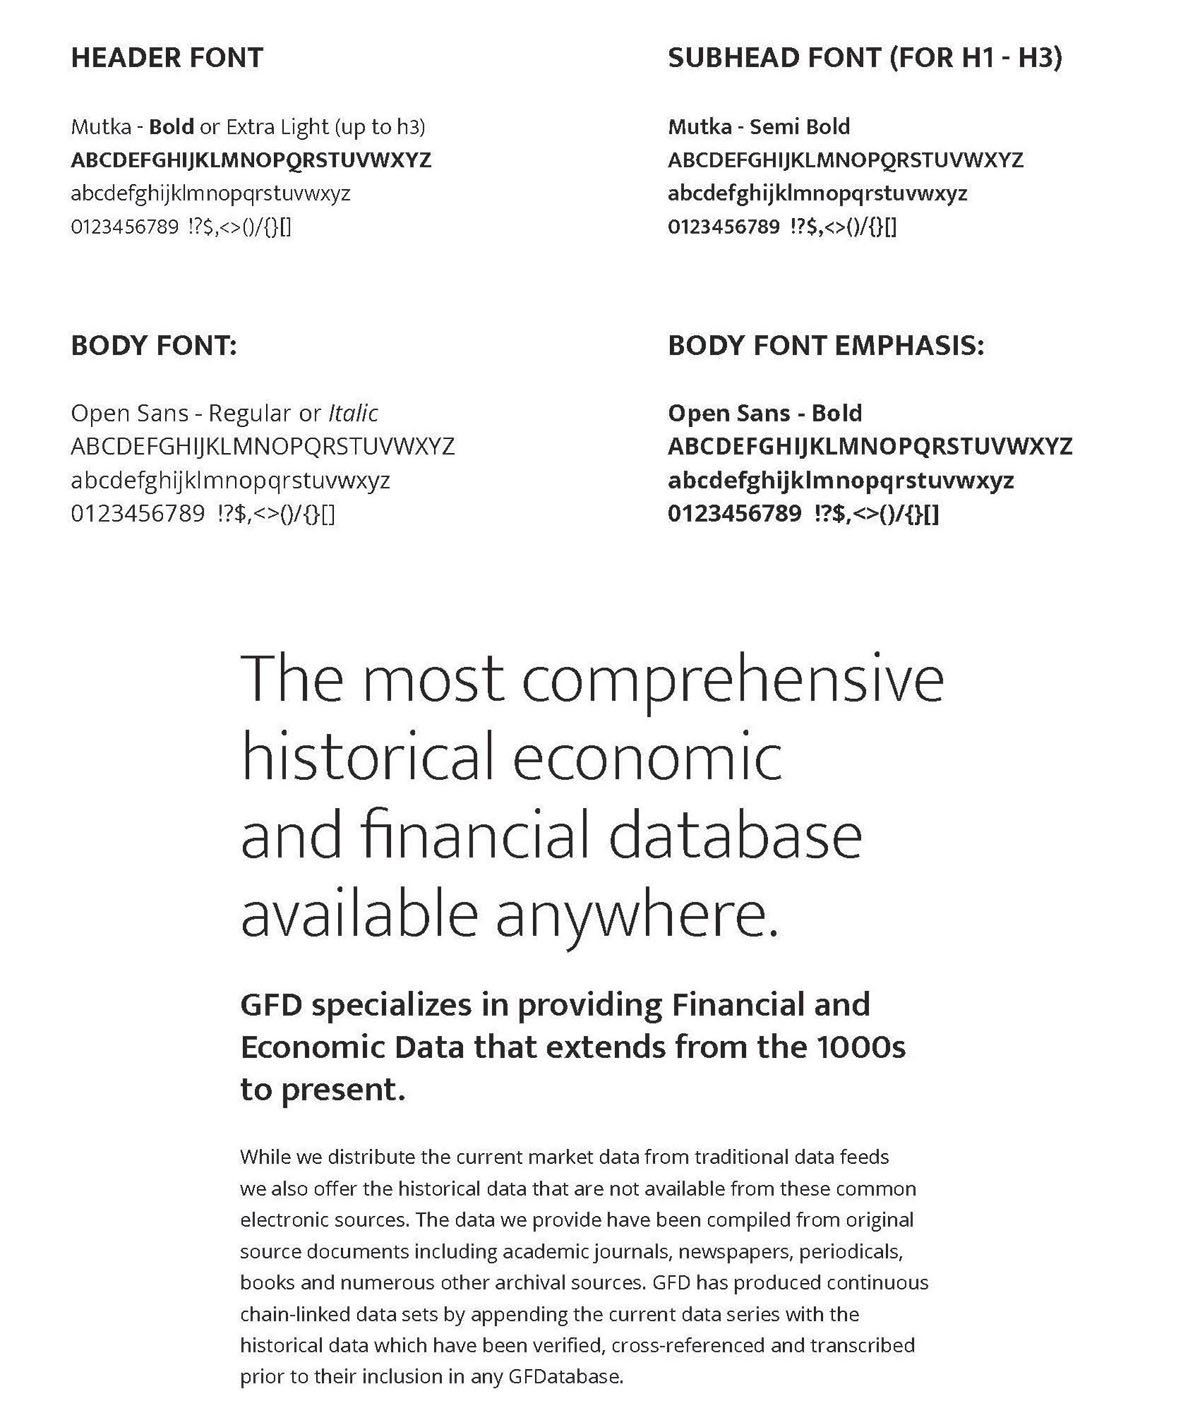 HEADER FONT
Mutka - Bold or Extra Light (up to h3)
ABCDEFGHIJKLMNOPQRSTUVWXYZ
abcdefghijklmnopqrstuvwxyz
0123456789 !?$,<>()/{}[]
SUBHEAD FONT (FOR H1 - H3)
Mutka - Semi Bold
ABCDEFGHIJKLMNOPQRSTUVWXYZ
abcdefghijklmnopqrstuvwxyz
0123456789 !?$,<>()/{}[]
BODY FONT:
Open Sans - Regular or Italic
ABCDEFGHIJKLMNOPQRSTUVWXYZ
abcdefghijklmnopqrstuvwxyz
0123456789 !?$,<>()/{}[]
BODY FONT EMPHASIS:
Open Sans - Bold
ABCDEFGHIJKLMNOPQRSTUVWXYZ
abcdefghijklmnopqrstuvwxyz
0123456789 !?$,<>()/{}[]
The most comprehensive
historical economic
and financial database
available anywhere.
GFD specializes in providing Financial and
Economic Data that extends from the 1000s
to present.
While we distribute the current market data from traditional data feeds
we also offer the historical data that are not available from these common
electronic sources. The data we provide have been compiled from original
source documents including academic journals, newspapers, periodicals,
books and numerous other archival sources. GFD has produced continuous
chain-linked data sets by appending the current data series with the
historical data which have been verified, cross-referenced and transcribed
prior to their inclusion in any GFDatabase.